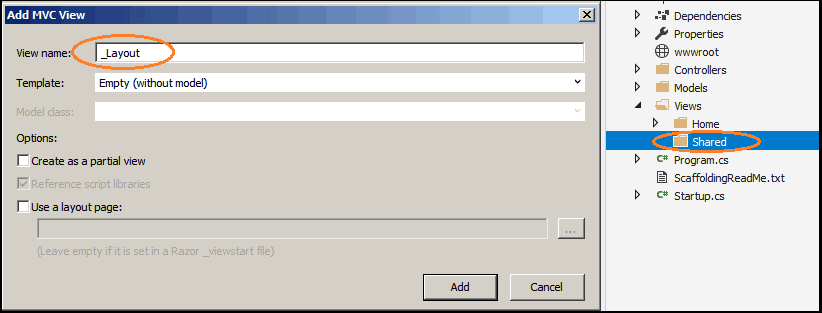 Add MVC View
View name:
_Layout
Template:
Empty (without model)
Model class:
Options:
Create as a partial view
Reference script libraries
Use a layout page:
...
(Leave empty if it is set in a Razor _viewstart file)
Add
Cancel
Dependencies
Properties
wwwroot
Controllers
Models
Views
Home
Shared
C# Program.cs
ScaffoldingReadMe.txt
C# Startup.cs